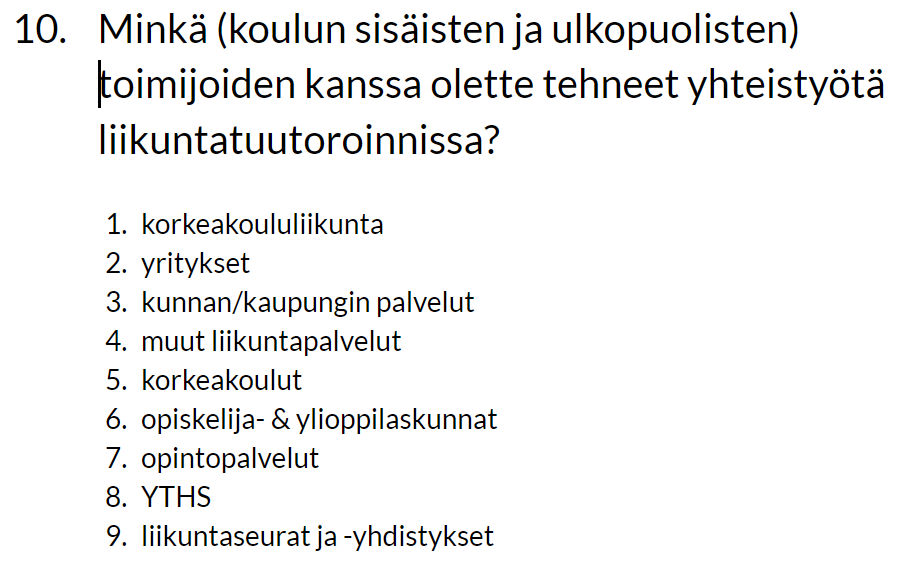 10. Minkä (koulun sisäisten ja ulkopuolisten)
toimijoiden kanssa olette tehneet yhteistyötä
liikuntatuutoroinnissa?
1. korkeakoululiikunta
2. yritykset
3. kunnan/kaupungin palvelut
4. muut liikuntapalvelut
5. korkeakoulut
6. opiskelija- & ylioppilaskunnat
7. opintopalvelut
8. YTHS
9. liikuntaseurat ja -yhdistykset